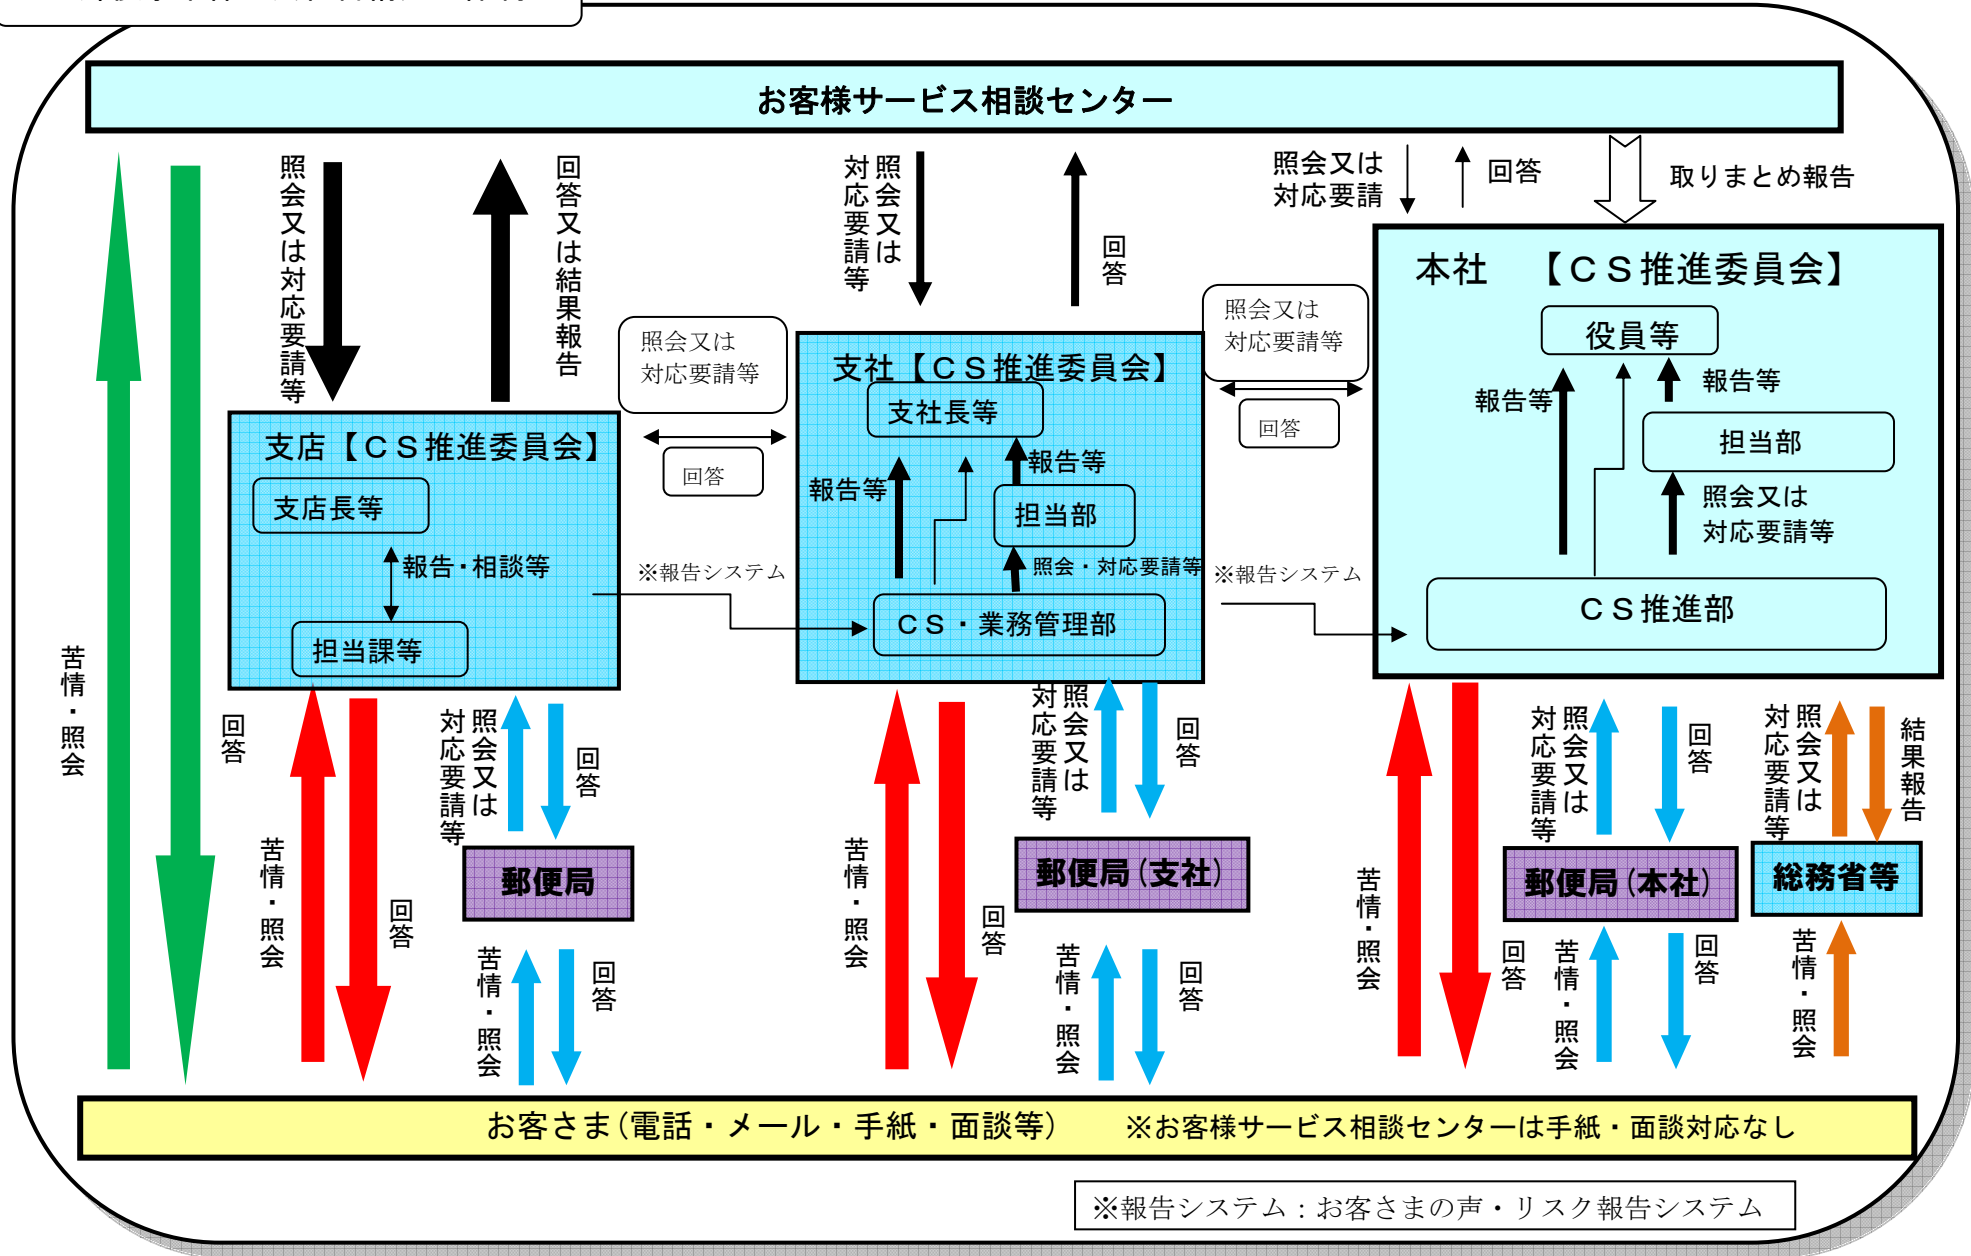 お客様サービス相談センター
照会又は対応要請等
回答又は結果報告
照会又は
対応要請等
回答
照会又は
対応要請
回答
取りまとめ報告
本社 【ＣＳ推進委員会】
役員等
報告等
報告等
担当部
照会又は
対応要請等
ＣＳ推進部
照会又は
対応要請等
回答
支社【ＣＳ推進委員会】
支社長等
報告等
報告等
担当部
照会・対応要請等
ＣＳ・業務管理部
照会又は
対応要請等
回答
支店【ＣＳ推進委員会】
支店長等
報告・相談等
担当課等
※報告システム
※報告システム
苦情・照会
回答
苦情・照会
回答
照会又は
対応要請等
回答
郵便局
苦情・照会
回答
苦情・照会
回答
照会又は
対応要請等
回答
郵便局（支社）
苦情・照会
回答
苦情・照会
回答
照会又は
対応要請等
回答
郵便局（本社）
苦情・照会
回答
照会又は
対応要請等
結果報告
総務省等
苦情・照会
お客さま（電話・メール・手紙・面談等） ※お客様サービス相談センターは手紙・面談対応なし
※報告システム：お客さまの声・リスク報告システム